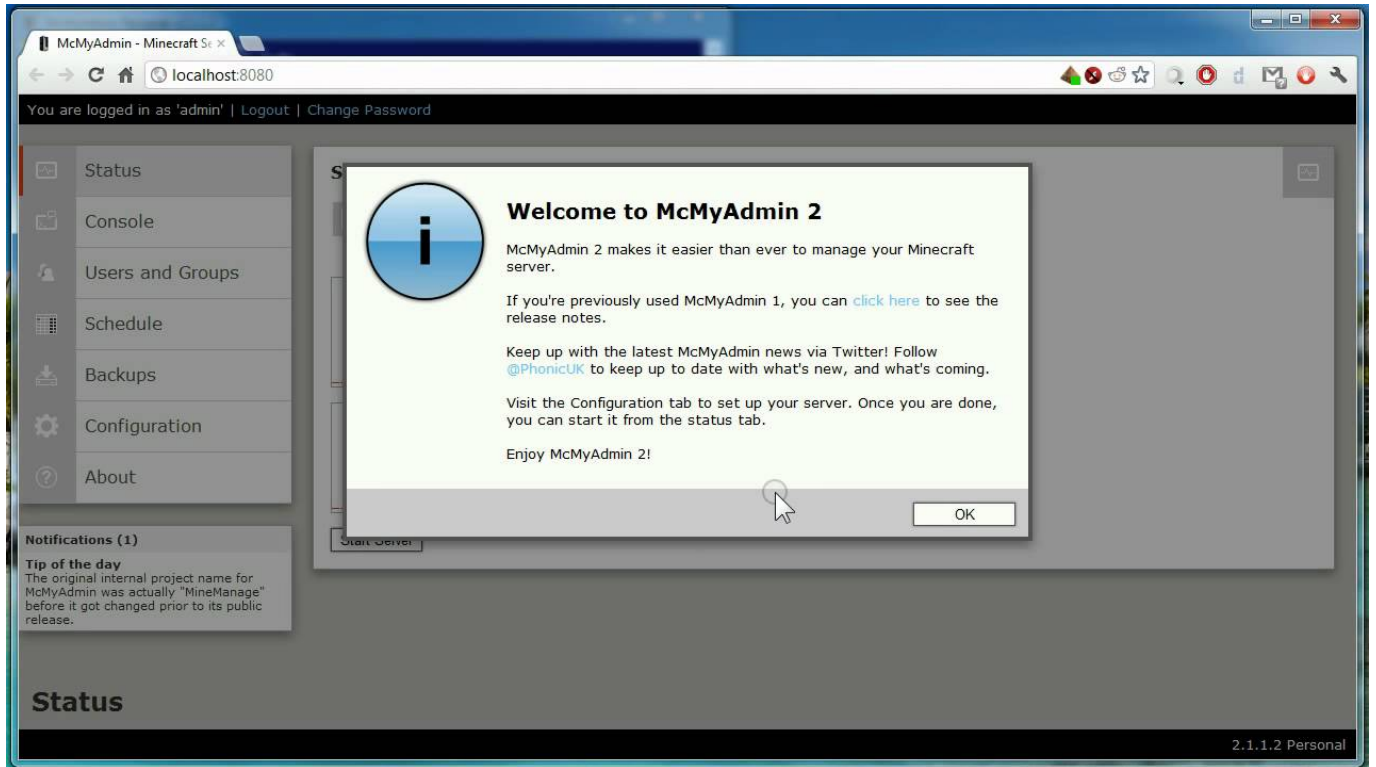 McMyAdmin - Minecraft Se
localhost:8080
You are logged in as 'admin' | Logout | Change Password
Status
Console
Users and Groups
Schedule
Backups
Configuration
About
Notifications (1)
Tip of the day
The original internal project name for
McMyAdmin was actually "MineManage"
before it got changed prior to its public
release.
Welcome to McMyAdmin 2
McMyAdmin 2 makes it easier than ever to manage your Minecraft
server.
If you're previously used McMyAdmin 1, you can click here to see the
release notes.
Keep up with the latest McMyAdmin news via Twitter! Follow
@PhonicUK to keep up to date with what's new, and what's coming.
Visit the Configuration tab to set up your server. Once you are done,
you can start it from the status tab.
Enjoy McMyAdmin 2!
OK
Start Server
Status
2.1.1.2 Personal